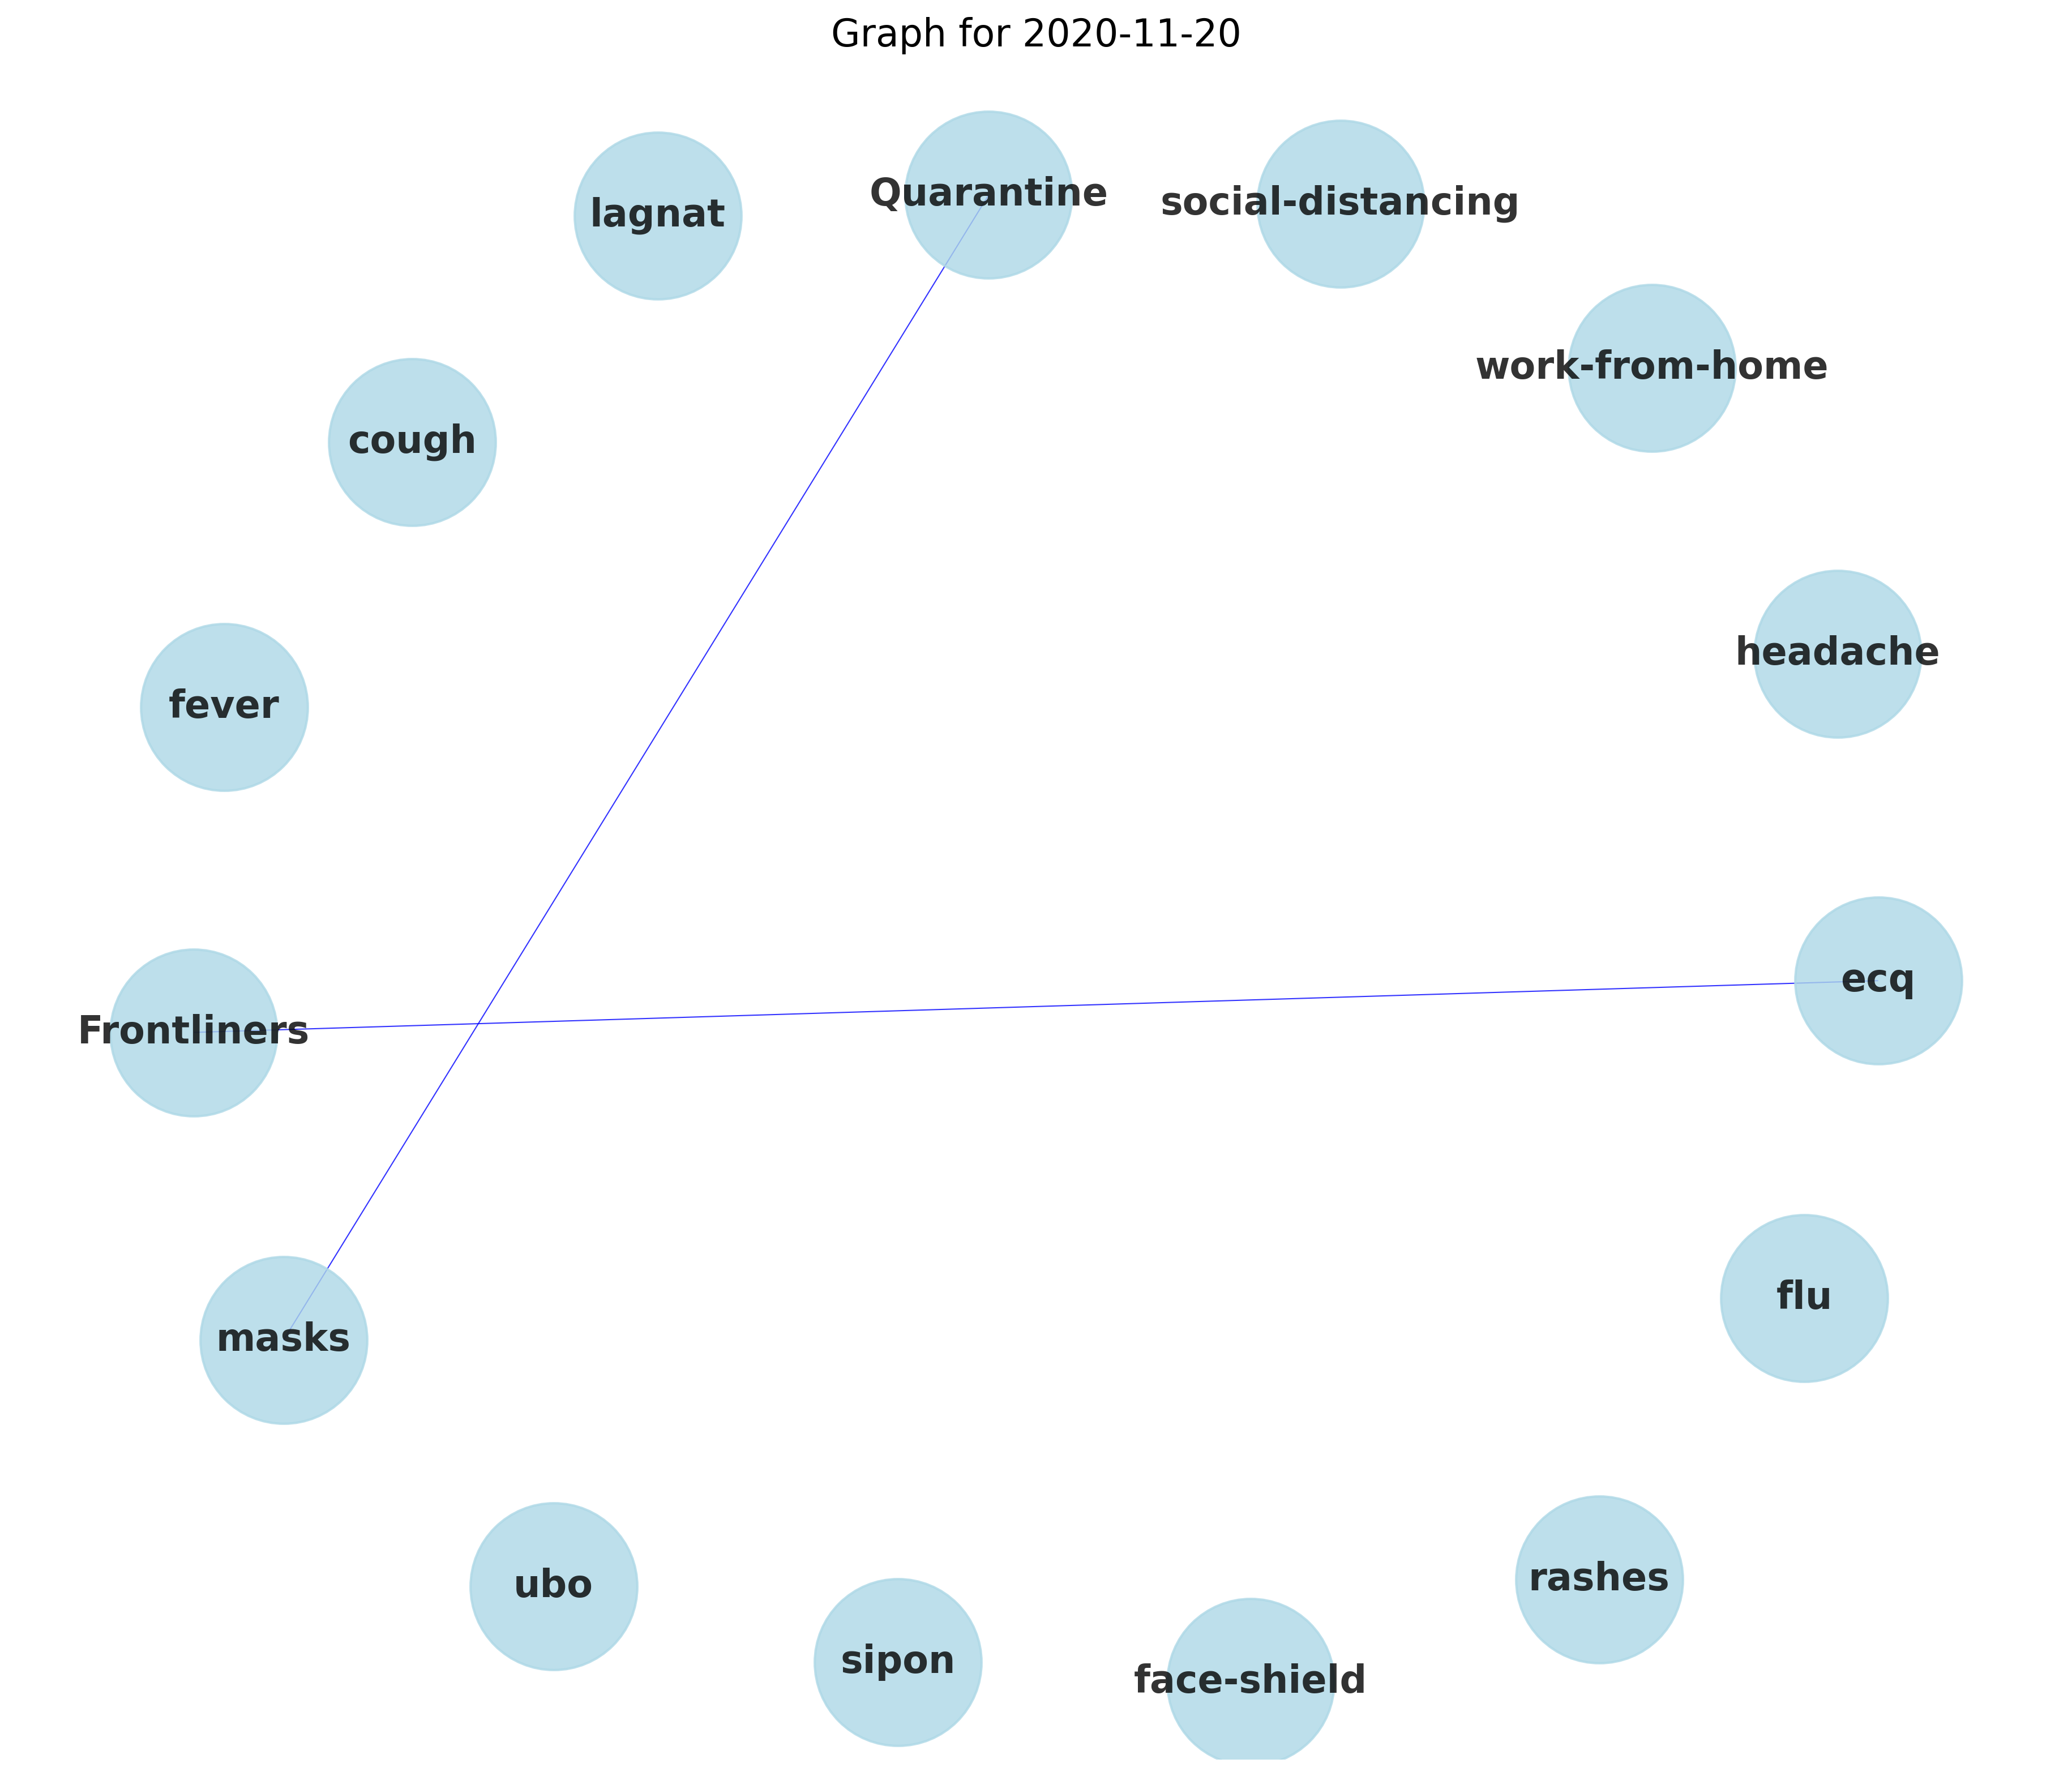 Graph for 2020-11-20
Quarantine
social-distancing
lagnat
work-from-home
cough
headache
fever
ecq
Frontliners
flu
masks
rashes
ubo
sipon
face-shield